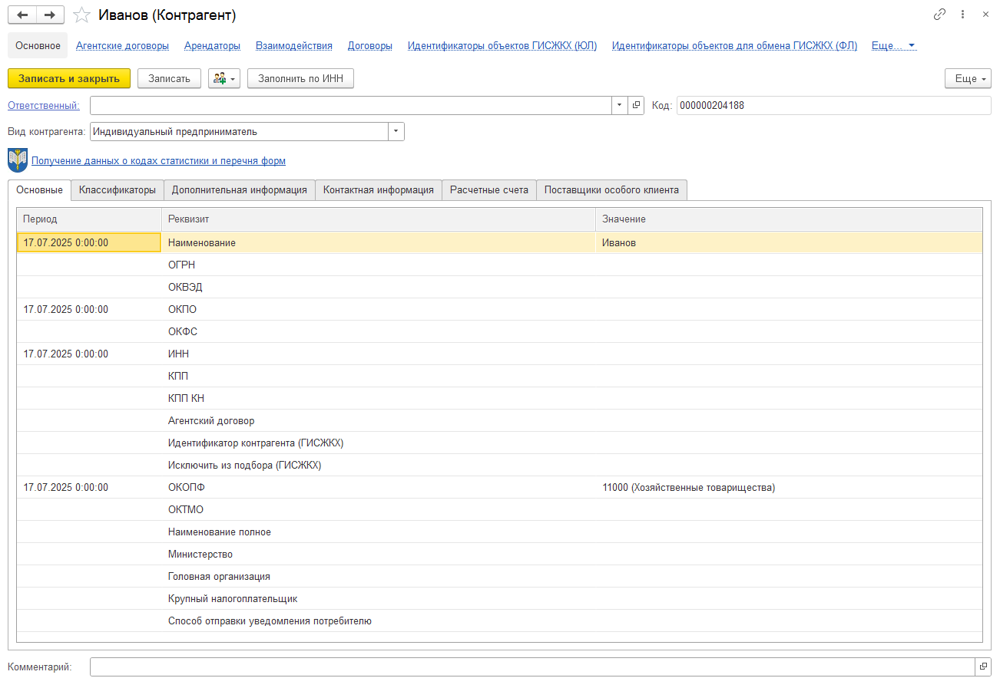 Иванов (Контрагент)
Основное Агентские договоры Арендаторы Взаимодействия Договоры Идентификаторы объектов ГИСЖКХ (ЮЛ) Идентификаторы объектов для обмена ГИСЖКХ (ФЛ) Еще...
Записать и закрыть Записать Заполнить по ИНН Еще
Ответственный: Код: 000000204188
Вид контрагента: Индивидуальный предприниматель
Получение данных о кодах статистики и перечня форм
Основные Классификаторы Дополнительная информация Контактная информация Расчетные счета Поставщики особого клиента
Период Реквизит Значение
17.07.2025 0:00:00 Наименование Иванов
ОГРН
ОКВЭД
17.07.2025 0:00:00 ОКПО
ОКФС
17.07.2025 0:00:00 ИНН
КПП
КПП КН
Агентский договор
Идентификатор контрагента (ГИСЖКХ)
Исключить из подбора (ГИСЖКХ)
17.07.2025 0:00:00 ОКОПФ 11000 (Хозяйственные товарищества)
ОКТМО
Наименование полное
Министерство
Головная организация
Крупный налогоплательщик
Способ отправки уведомления потребителю
Комментарий: